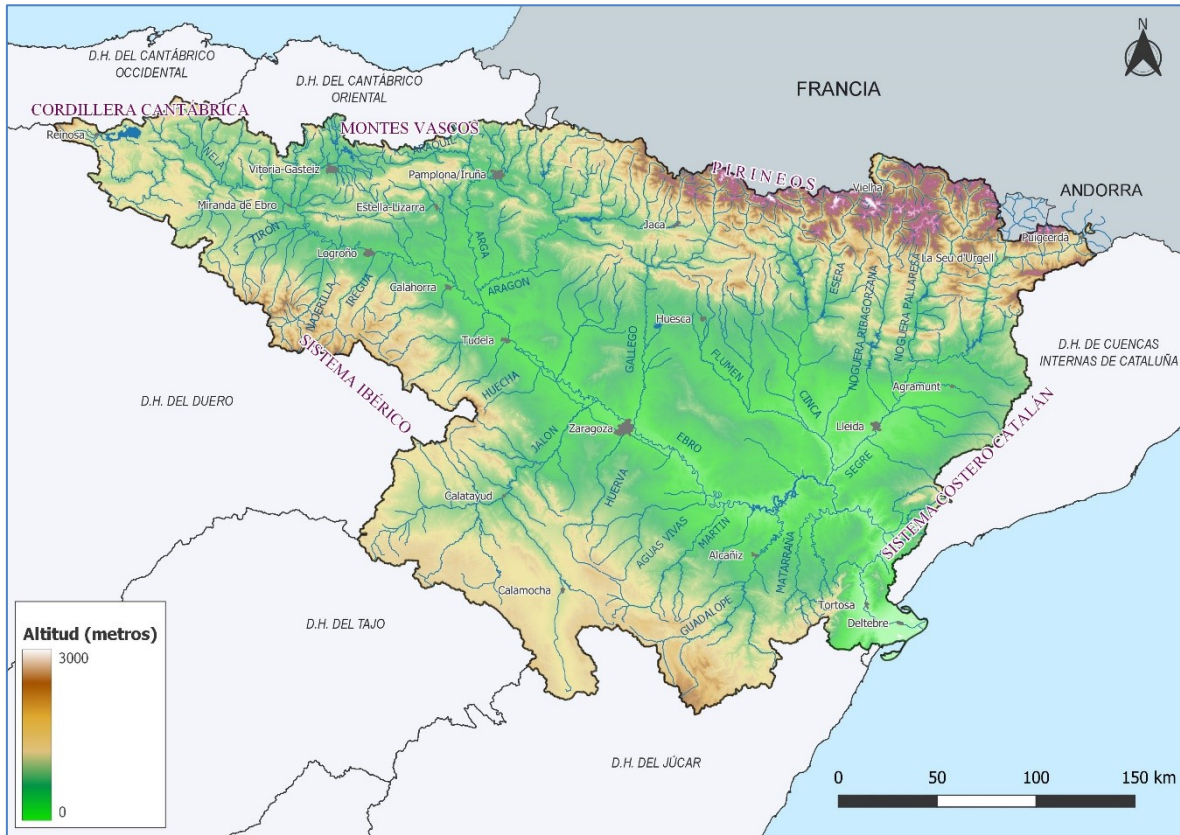 D.H. DEL CANTÁBRICO
OCCIDENTAL
D.H. DEL CANTÁBRICO
ORIENTAL
FRANCIA
N
CORDILLERA CANTÁBRICA
MONTES VASCOS
Reinosa
NELA
ARAQUIL
Vitoria-Gasteiz
Pamplona/Iruña
PIRINEOS
Vielha
ANDORRA
Miranda de Ebro
Estella-Lizarra
Jaca
Puigcerdà
TIRON
Logroño
ARGA
La Seu d'Urgell
ESERA
NOGUERA RIBAGORZANA
NOGUERA PALLARESA
NAJERILLA
IREGUA
Calahorra
ARAGON
Huesca
GALLEGO
FLUMEN
CINCA
Tudela
SISTEMA IBÉRICO
HUECHA
D.H. DE CUENCAS
INTERNAS DE CATALUÑA
Agramunt
D.H. DEL DUERO
JALON
Zaragoza
EBRO
Lleida
SEGRE
SISTEMA COSTERO CATALÁN
Calatayud
HUERVA
AGUAS VIVAS
MARTIN
Alcañiz
MATARRAÑA
Calamocha
GUADALOPE
Tortosa
Deltebre
D.H. DEL TAJO
D.H. DEL JÚCAR
Altitud (metros)
3000
0
0 50 100 150 km